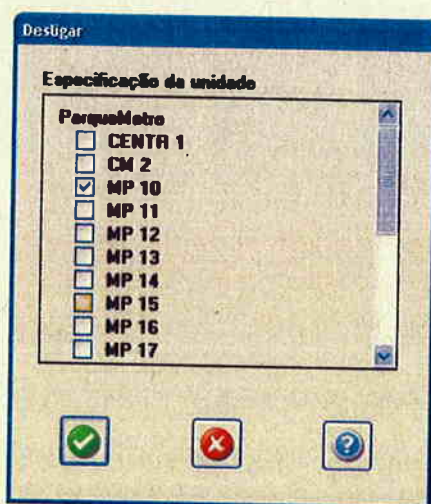 Desligar
Especificação da unidade
ParqueMetro
CENTA 1
CM 2
MP 10
MP 11
MP 12
MP 13
MP 14
MP 15
MP 16
MP 17